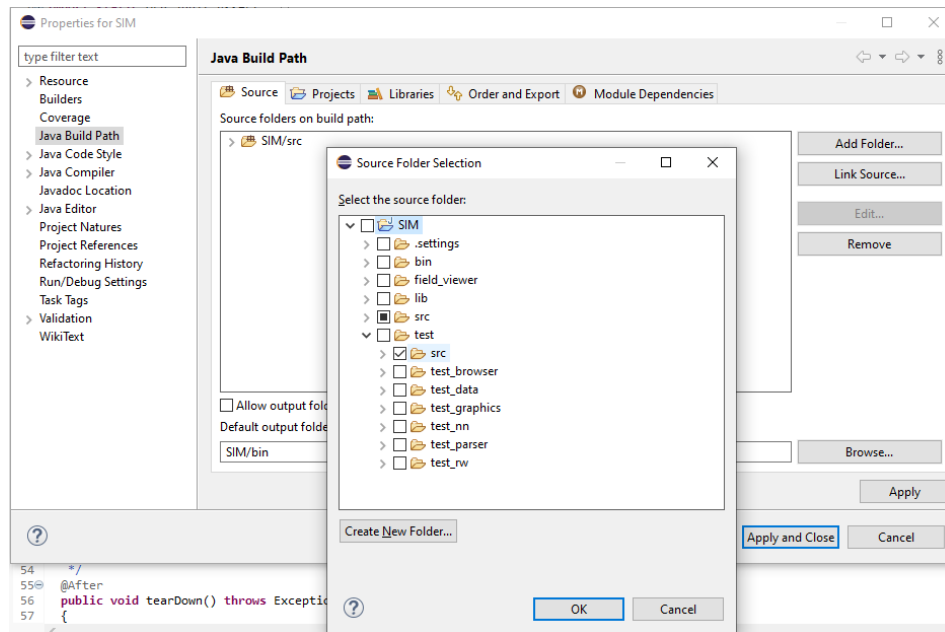 Properties for SIM
type filter text
Java Build Path
Resource
Builders
Coverage
Java Build Path
Java Code Style
Java Compiler
Javadoc Location
Java Editor
Project Natures
Project References
Refactoring History
Run/Debug Settings
Task Tags
Validation
WikiText
Source
Projects
Libraries
Order and Export
Module Dependencies
Source folders on build path:
SIM/src
Add Folder...
Link Source...
Edit...
Remove
Source Folder Selection
Select the source folder:
SIM
.settings
bin
field_viewer
lib
src
test
src
test_browser
test_data
test_graphics
test_nn
test_parser
test_rw
Create New Folder...
OK
Cancel
Allow output fol
Default output folde
SIM/bin
Browse...
Apply
Apply and Close
Cancel
54 */
55 @After
56 public void tearDown() throws Exceptio
57 {